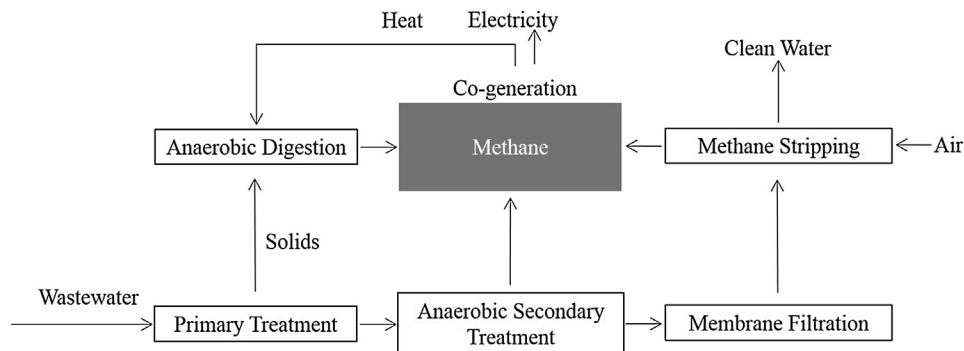 Heat
Electricity
Clean Water
Co-generation
Anaerobic Digestion
Methane
Methane Stripping
Air
Solids
Wastewater
Primary Treatment
Anaerobic Secondary
Treatment
Membrane Filtration